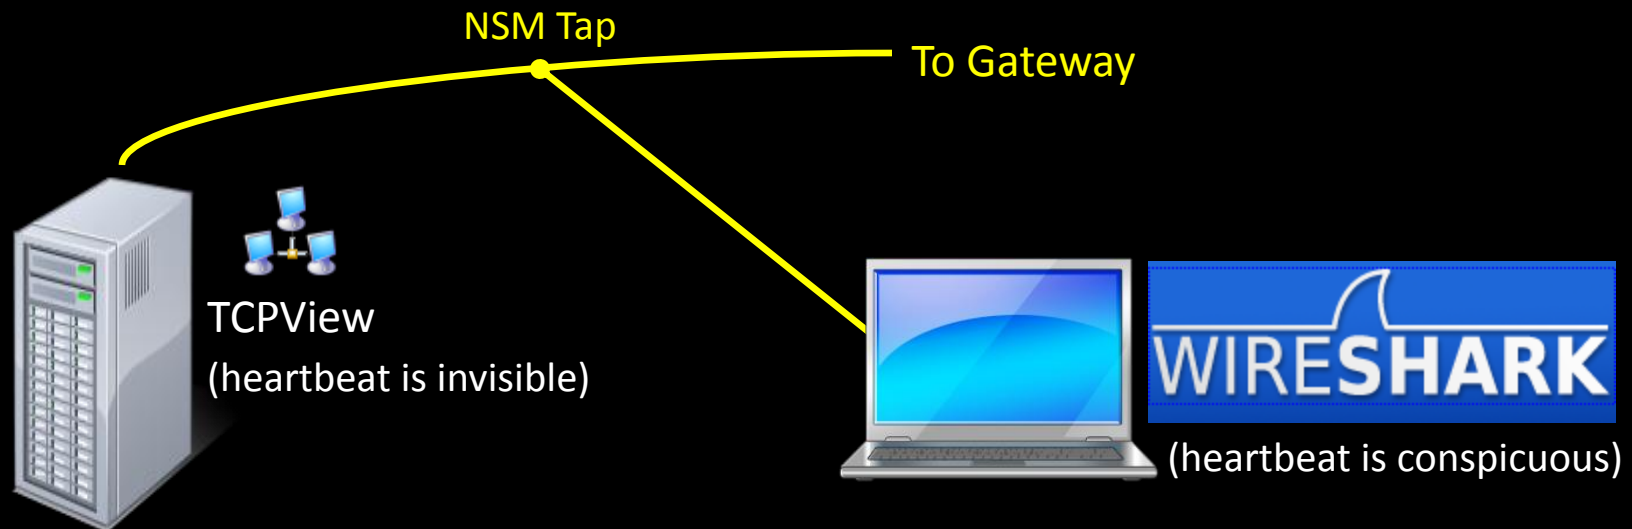 NSM Tap
To Gateway
TCPView
(heartbeat is invisible)
WIRESHARK
(heartbeat is conspicuous)